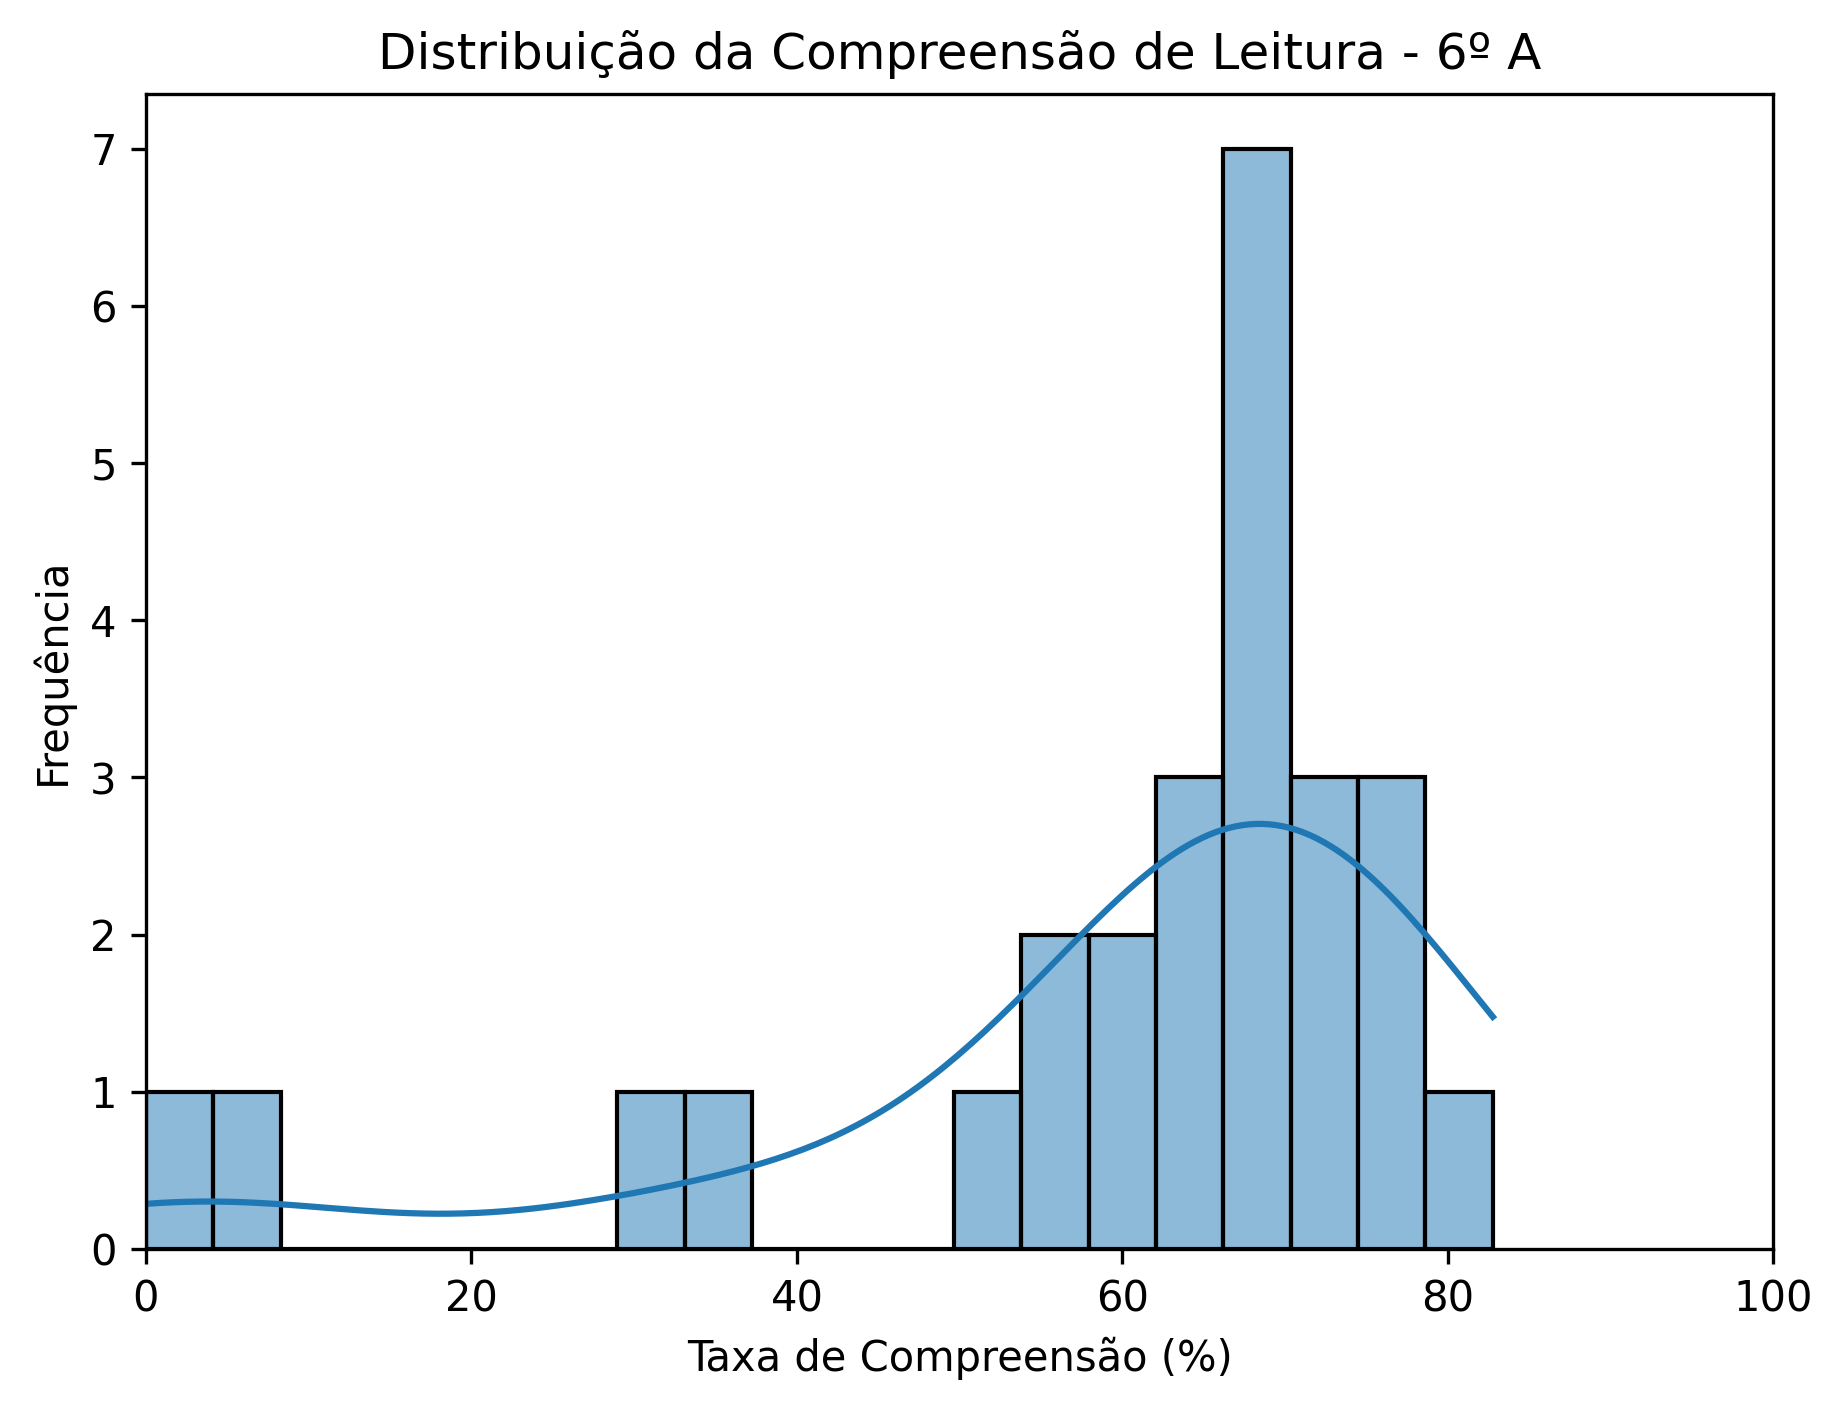 Distribuição da Compreensão de Leitura - 6º A
7
6
5
4
3
2
1
0
Frequência
0 20 40 60 80 100
Taxa de Compreensão (%)